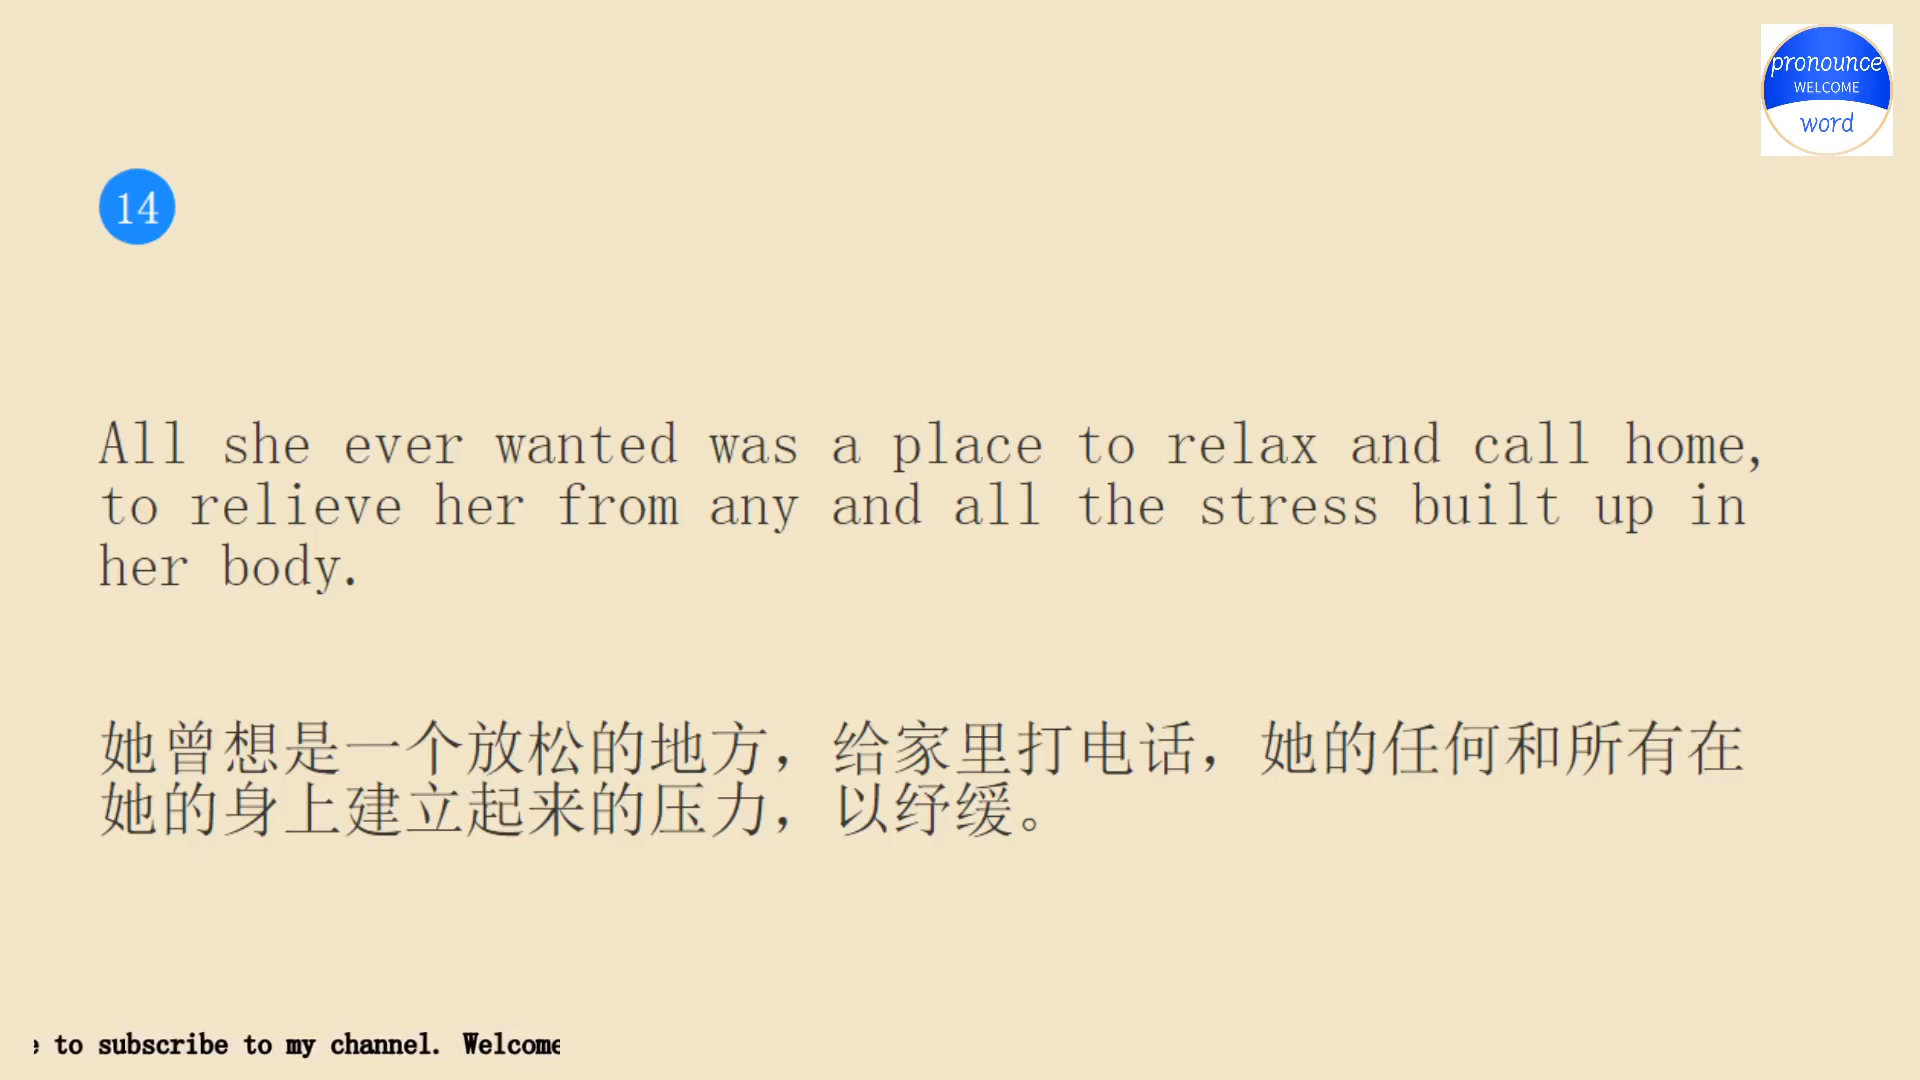 pronounce
WELCOME
word
14
All she ever wanted was a place to relax and call home,
to relieve her from any and all the stress built up in
her body.
她曾想是一个放松的地方，给家里打电话，她的任何和所有在
她的身上建立起来的压力，以纾缓。
to subscribe to my channel. Welcome